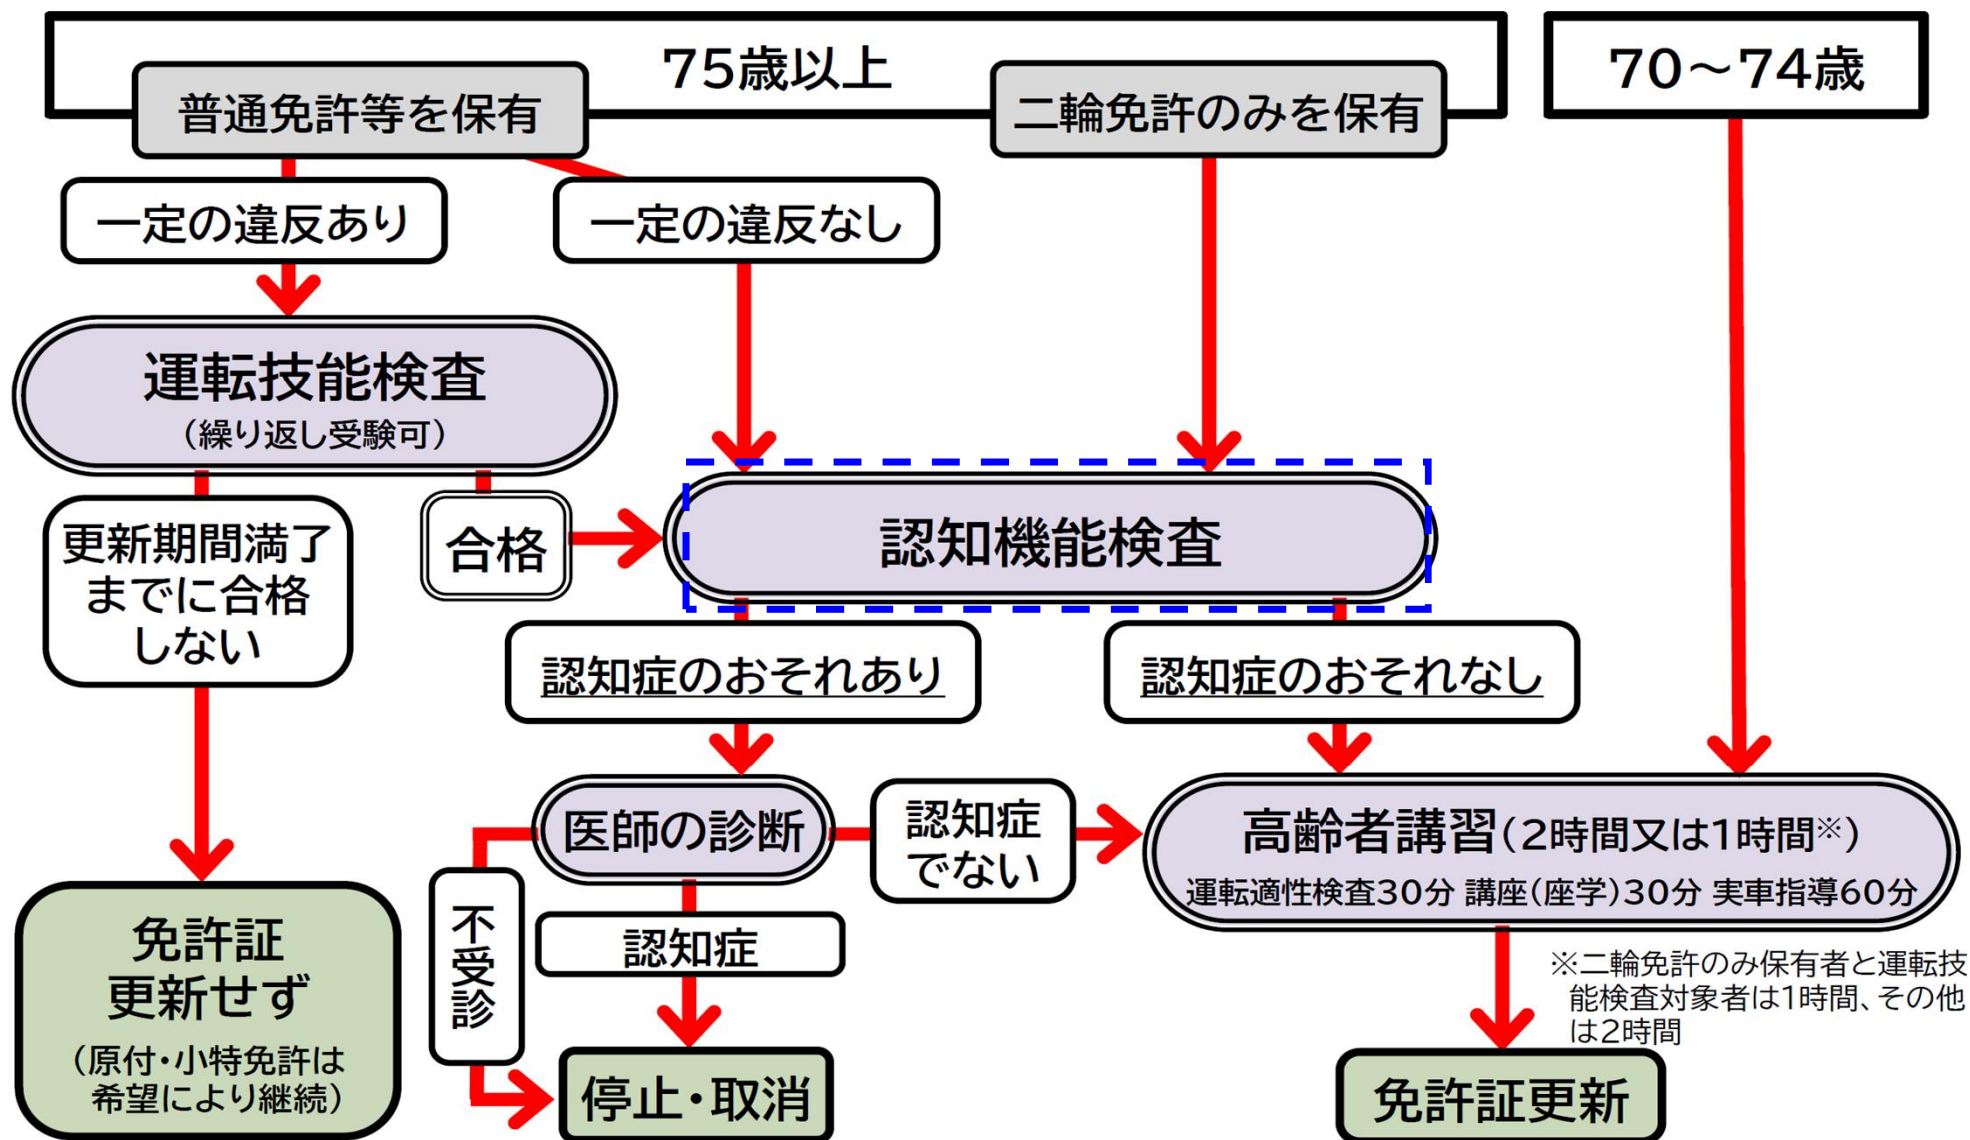 75歳以上
70～74歳
普通免許等を保有
二輪免許のみを保有
一定の違反あり
一定の違反なし
運転技能検査
（繰り返し受験可）
更新期間満了
までに合格
しない
合格
認知機能検査
認知症のおそれあり
認知症のおそれなし
医師の診断
認知症
でない
高齢者講習（2時間又は1時間※）
運転適性検査30分 講座（座学）30分 実車指導60分
不受診
認知症
免許証
更新せず
（原付・小特免許は
希望により継続）
停止・取消
※二輪免許のみ保有者と運転技
能検査対象者は1時間、その他
は2時間
免許証更新